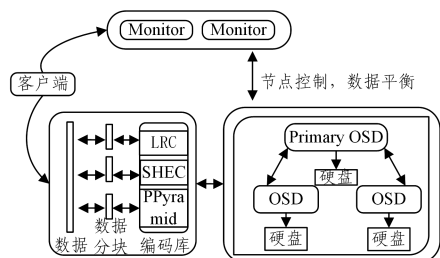 Monitor Monitor
客户端
节点控制，数据平衡
LRC
SHEC
PPyra
mid
数据
数据
分块
编码库
Primary OSD
硬盘
OSD OSD
硬盘 硬盘